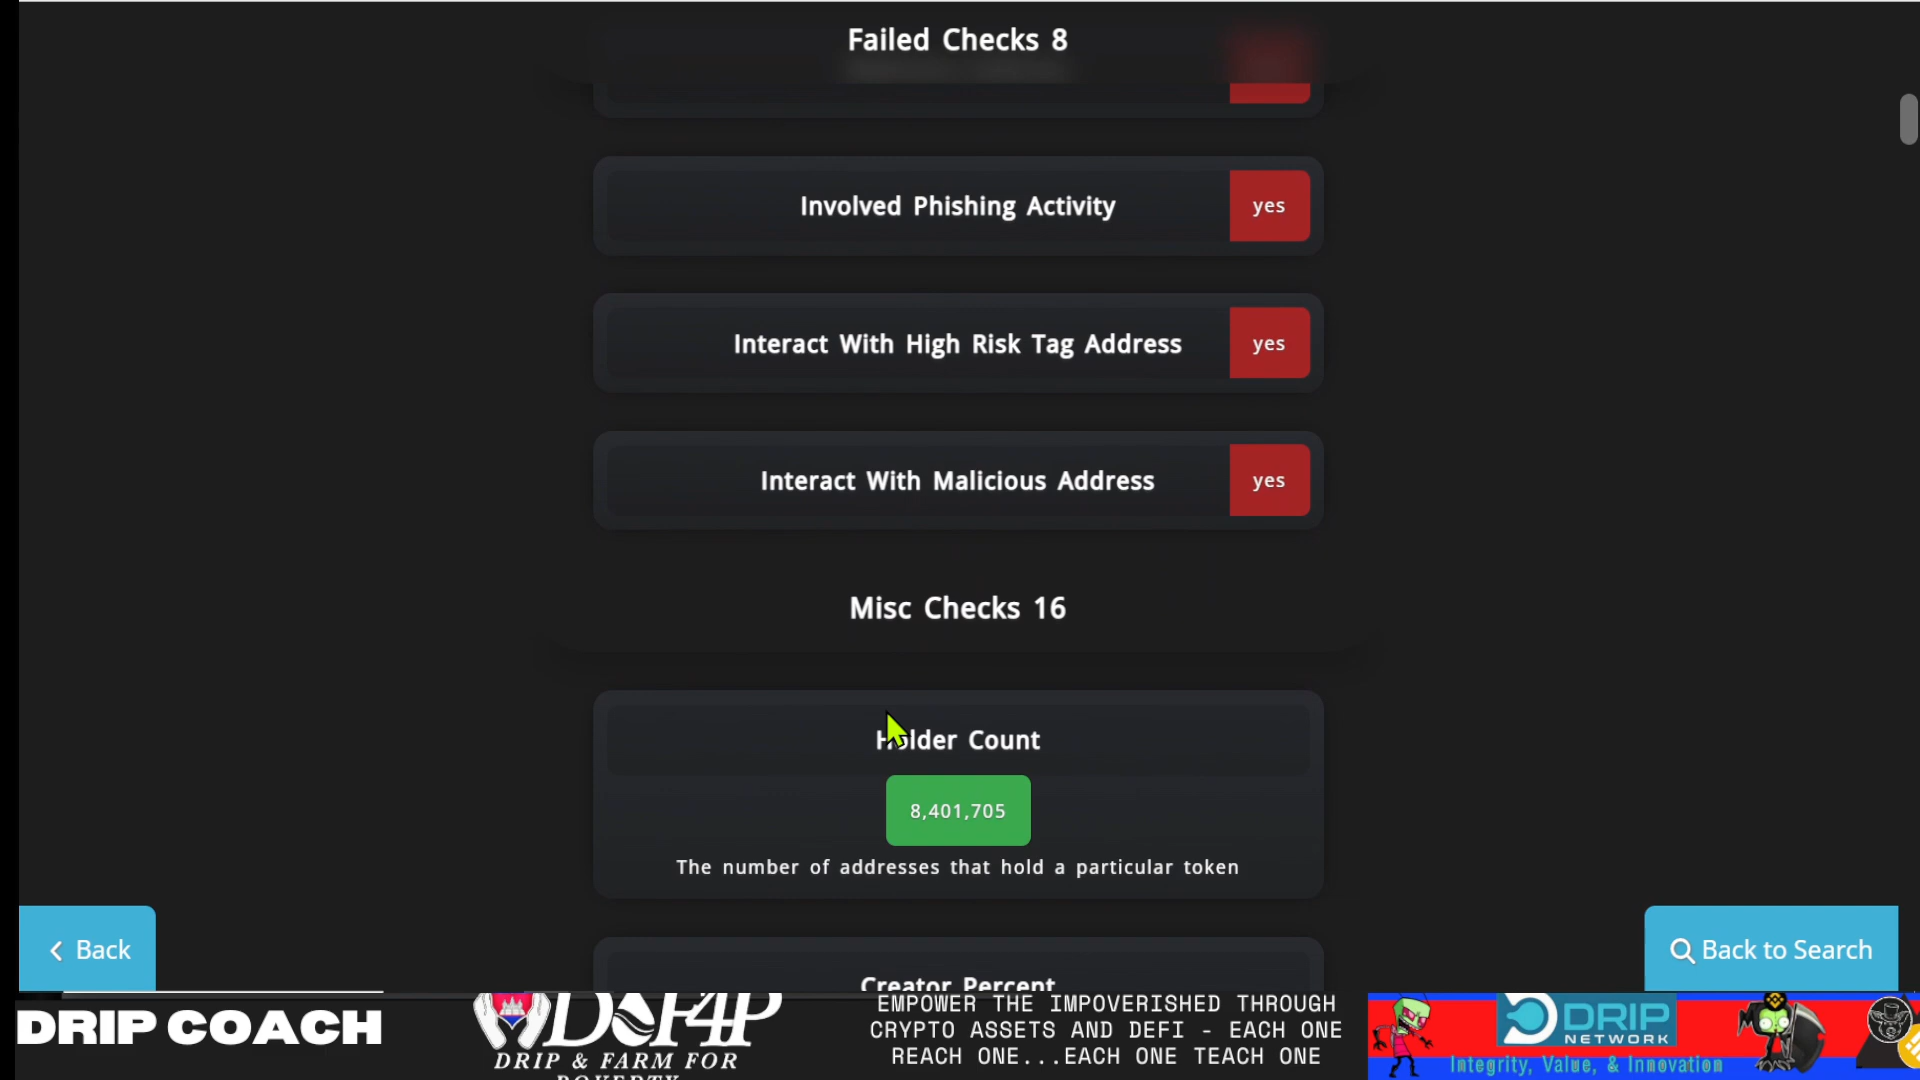 Failed Checks 8
Involved Phishing Activity
yes
Interact With High Risk Tag Address
yes
Interact With Malicious Address
yes
Misc Checks 16
Holder Count
8,401,705
The number of addresses that hold a particular token
Back
Back to Search
Creator Percent
DRIP COACH
DRIP & FARM FOR
POVERTY
EMPOWER THE IMPOVERISHED THROUGH
CRYPTO ASSETS AND DEFI - EACH ONE
REACH ONE...EACH ONE TEACH ONE
DRIP
NETWORK
Integrity, Value, & Innovation